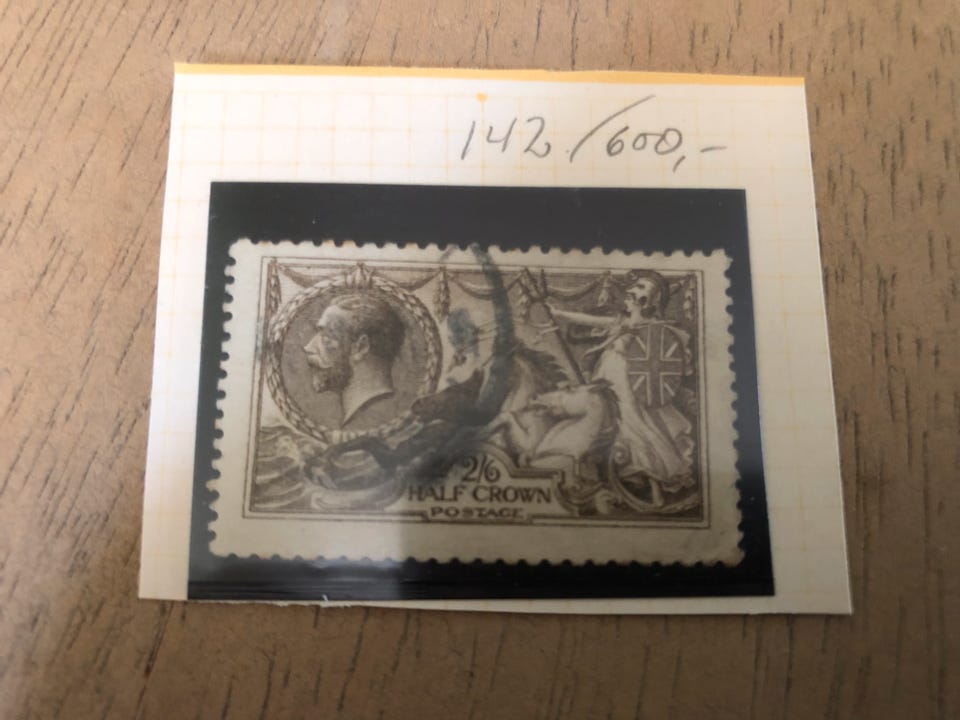 142/600,-
2/6
HALF CROWN
POSTAGE